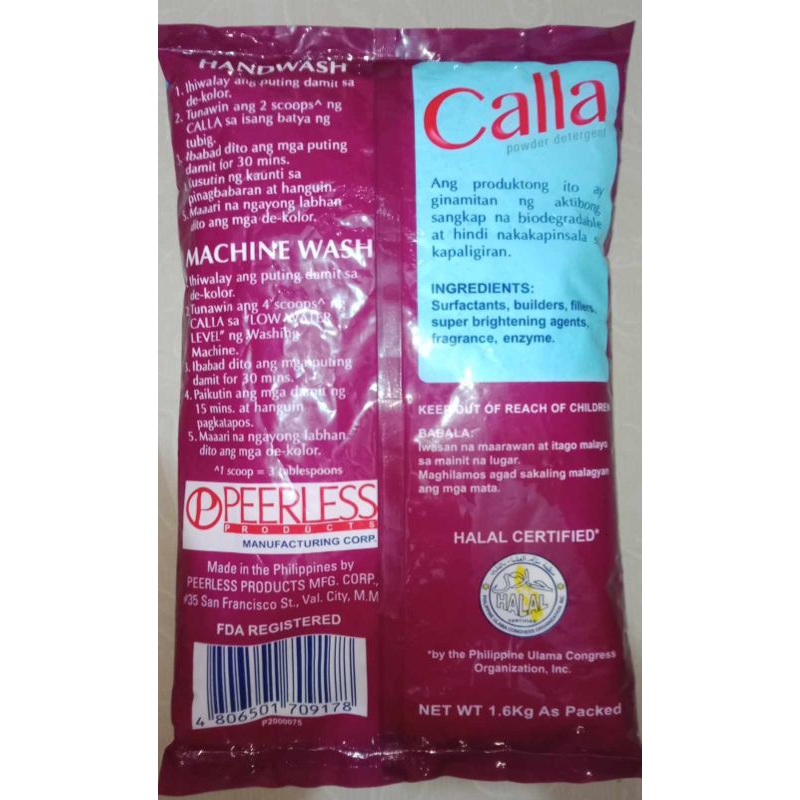 HANDWASH
1. Ihiwalay ang puting damit sa
de-kolor.
2. Tunawin ang 2 scoops^ ng
CALLA sa isang batya ng
tubig.
3. Ibabad dito ang mga puting
damit for 30 mins.
Kusutin ng kaunti sa
pinagbabaran at hanguin.
5. Maaari na ngayong labhan
dito ang mga de-kolor.
MACHINE WASH
Ihiwalay ang puting damit sa
de-kolor.
2. Tunawin ang 4 scoops^ ng
CALLA sa "LOW WATER
LEVEL" ng Washing
Machine.
3. Ibabad dito ang mga puting
damit for 30 mins.
4. Paikutin ang mga damit ng
15 mins. at hanguin
pagkatapos.
5. Maaari na ngayong labhan
dito ang mga de-kolor.
^1 scoop = 3 tablespoons
P PEERLESS
PRODUCTS
MANUFACTURING CORP.
Made in the Philippines by
PEERLESS PRODUCTS MFG. CORP.,
#35 San Francisco St., Val. City, M.M
FDA REGISTERED
4 806501 709178
P2000075
Calla
powder detergent
Ang produktong ito ay
ginamitan ng aktibong
sangkap na biodegradable
at hindi nakakapinsala s
kapaligiran.
INGREDIENTS:
Surfactants, builders, fillers,
super brightening agents,
fragrance, enzyme.
KEEP OUT OF REACH OF CHILDREN
BABALA:
Iwasan na maarawan at itago malayo
sa mainit na lugar.
Maghilamos agad sakaling malagyan
ang mga mata.
HALAL CERTIFIED*
HALAL
CERTIFIED
PHILIPPINE ULAMA CONGRESS ORGANIZATION, INC.
*by the Philippine Ulama Congress
Organization, Inc.
NET WT 1.6Kg As Packed